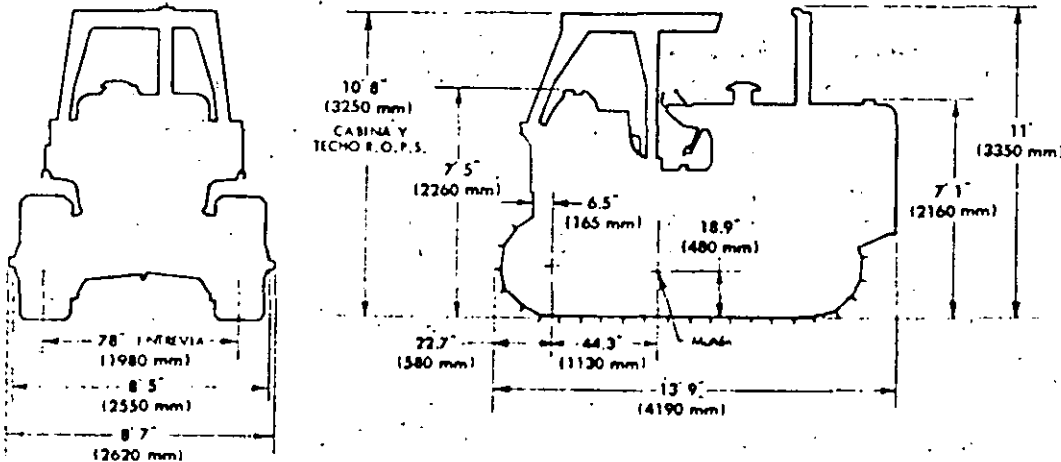 10' 8"
(3250 mm)
CABINA Y
TECHO R.O.P.S.
7' 5"
(2260 mm)
6.5"
(165 mm)
18.9"
(480 mm)
11'
(3350 mm)
7' 1"
(2160 mm)
78" ENTREVIA
(1980 mm)
8' 5"
(2550 mm)
8' 7"
(2620 mm)
22.7"
(580 mm)
44.3"
(1130 mm)
Muñón
13' 9"
(4190 mm)